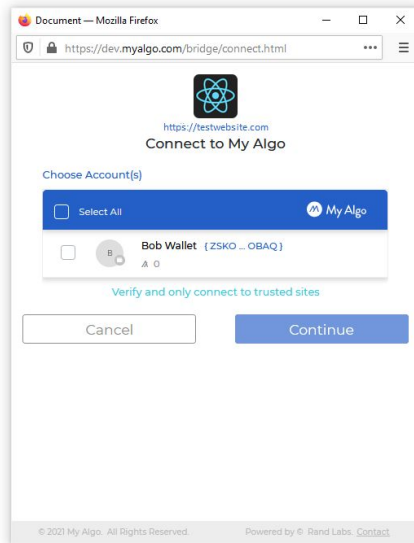 Document — Mozilla Firefox
https://dev.myalgo.com/bridge/connect.html
https://testwebsite.com
Connect to My Algo
Choose Account(s)
Select All
My Algo
B
Bob Wallet { ZSKO ... OBAQ }
0
Verify and only connect to trusted sites
Cancel
Continue
© 2021 My Algo. All Rights Reserved.
Powered by © Rand Labs. Contact